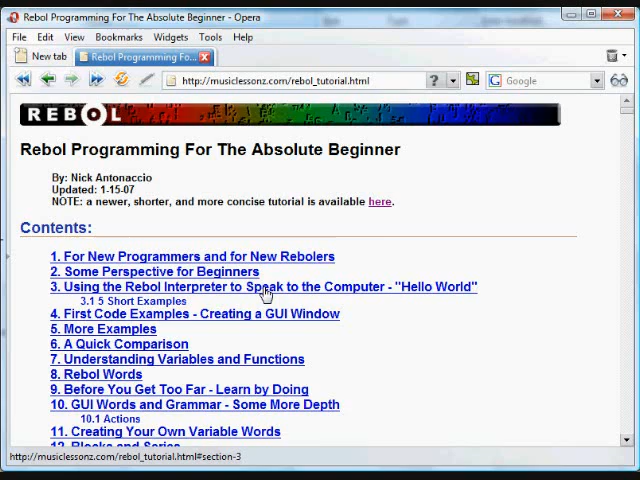 Rebol Programming For The Absolute Beginner - Opera
File Edit View Bookmarks Widgets Tools Help
New tab Rebol Programming Fo...
http://musiclessonz.com/rebol_tutorial.html ? Google
REBOL
Rebol Programming For The Absolute Beginner
By: Nick Antonaccio
Updated: 1-15-07
NOTE: a newer, shorter, and more concise tutorial is available here.
Contents:
1. For New Programmers and for New Rebolers
2. Some Perspective for Beginners
3. Using the Rebol Interpreter to Speak to the Computer - "Hello World"
3.1 5 Short Examples
4. First Code Examples - Creating a GUI Window
5. More Examples
6. A Quick Comparison
7. Understanding Variables and Functions
8. Rebol Words
9. Before You Get Too Far - Learn by Doing
10. GUI Words and Grammar - Some More Depth
10.1 Actions
11. Creating Your Own Variable Words
12. Blocks and Series
http://musiclessonz.com/rebol_tutorial.html#section-3